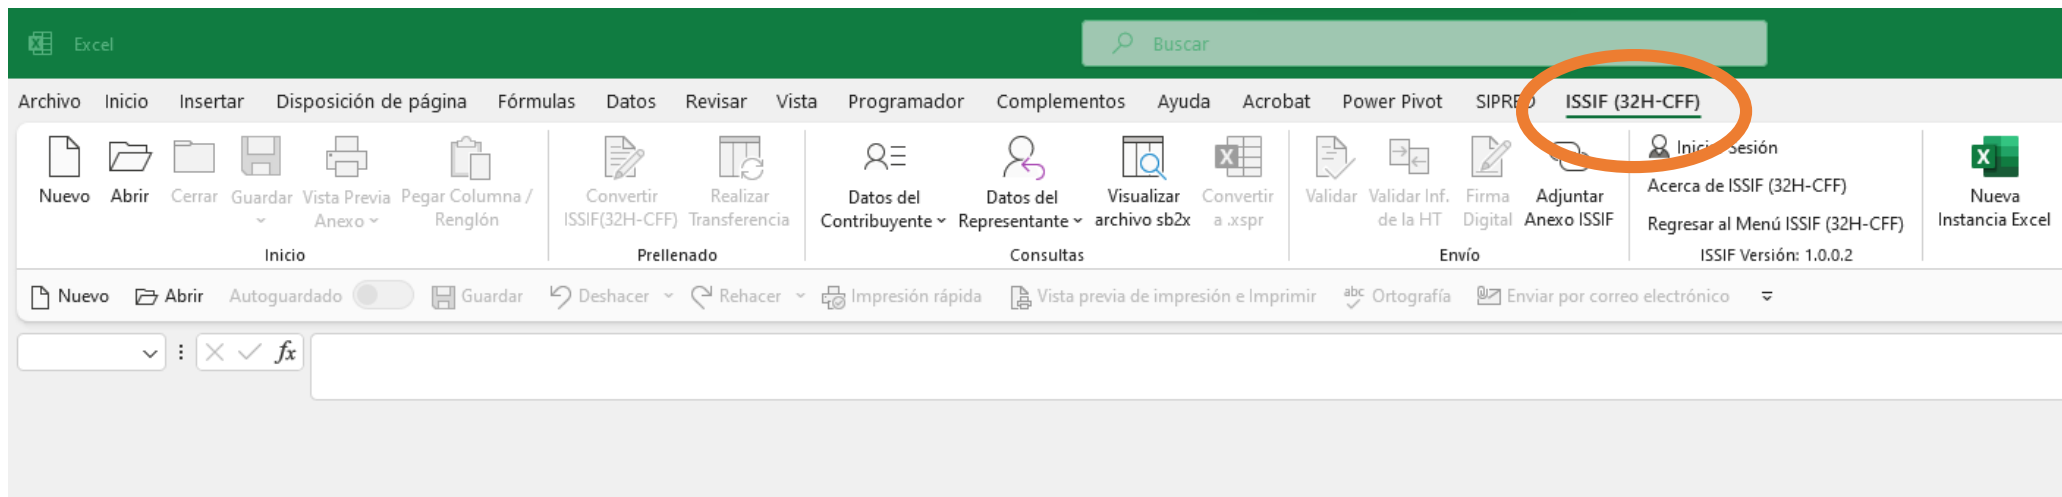 Excel
Buscar
Archivo Inicio Insertar Disposición de página Fórmulas Datos Revisar Vista Programador Complementos Ayuda Acrobat Power Pivot SIPRED ISSIF (32H-CFF)
Nuevo Abrir Cerrar Guardar Vista Previa Anexo Pegar Columna / Renglón
Inicio
Convertir ISSIF(32H-CFF) Realizar Transferencia
Prellenado
Datos del Contribuyente Datos del Representante Visualizar archivo sb2x Convertir a .xspr
Consultas
Validar Validar Inf. de la HT Firma Digital Adjuntar Anexo ISSIF
Envío
Iniciar Sesión
Acerca de ISSIF (32H-CFF)
Regresar al Menú ISSIF (32H-CFF)
ISSIF Versión: 1.0.0.2
Nueva Instancia Excel
Nuevo Abrir Autoguardado Guardar Deshacer Rehacer Impresión rápida Vista previa de impresión e Imprimir abc Ortografía Enviar por correo electrónico
fx